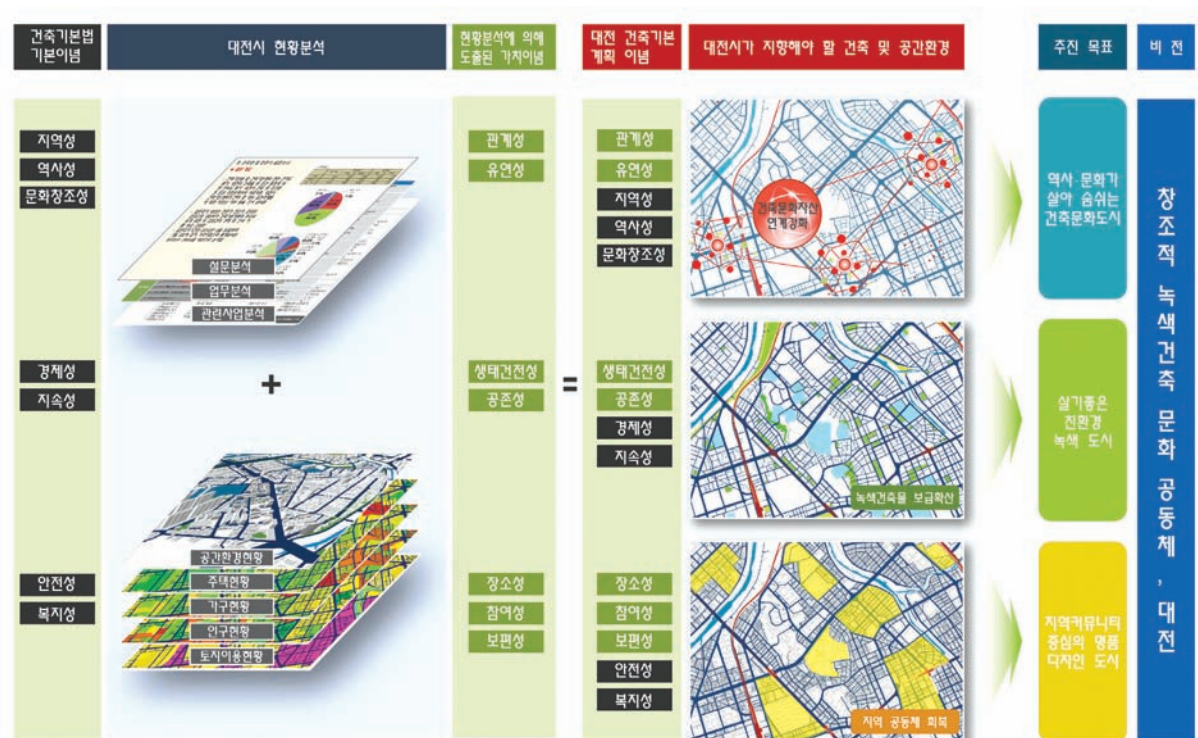 건축기본법
기본이념
대전시 현황분석
현황분석에 의해
도출된 가치이념
대전 건축기본
계획 이념
대전시가 지향해야 할 건축 및 공간환경
추진 목표
비 전
지역성
역사성
문화창조성
설문분석
업무분석
관련사업분석
관계성
유연성
관계성
유연성
지역성
역사성
문화창조성
건축문화자산
연계강화
역사·문화가
살아 숨쉬는
건축문화도시
경제성
지속성
+
생태건전성
공존성
=
생태건전성
공존성
경제성
지속성
녹색건축물 보급확산
살기좋은
친환경
녹색 도시
안전성
복지성
공간환경현황
주택현황
가구현황
인구현황
토지이용현황
장소성
참여성
보편성
장소성
참여성
보편성
안전성
복지성
지역 공동체 회복
지역커뮤니티
중심의 명품
디자인 도시
창조적 녹색건축 문화 공동체, 대전